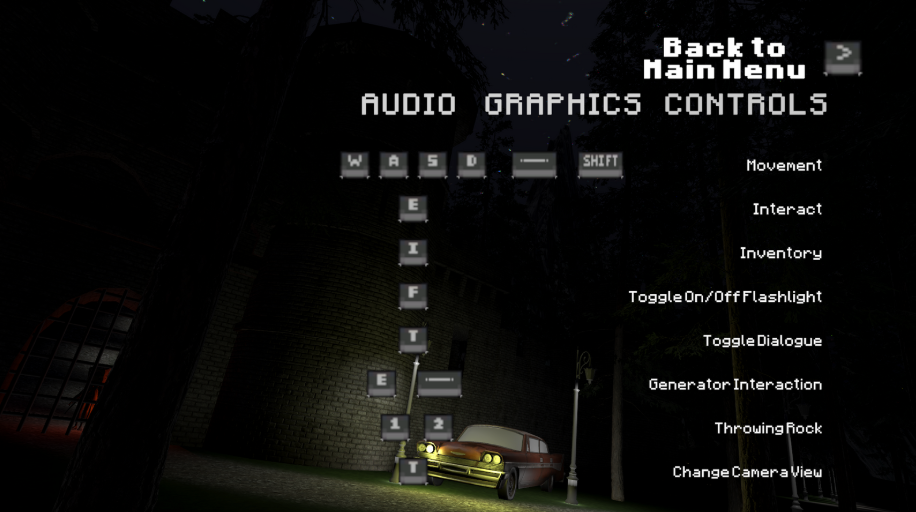 Back to
Main Menu >
AUDIO GRAPHICS CONTROLS
W A S D SHIFT Movement
E Interact
I Inventory
F Toggle On/Off Flashlight
T Toggle Dialogue
E Generator Interaction
1 2 Throwing Rock
T Change Camera View